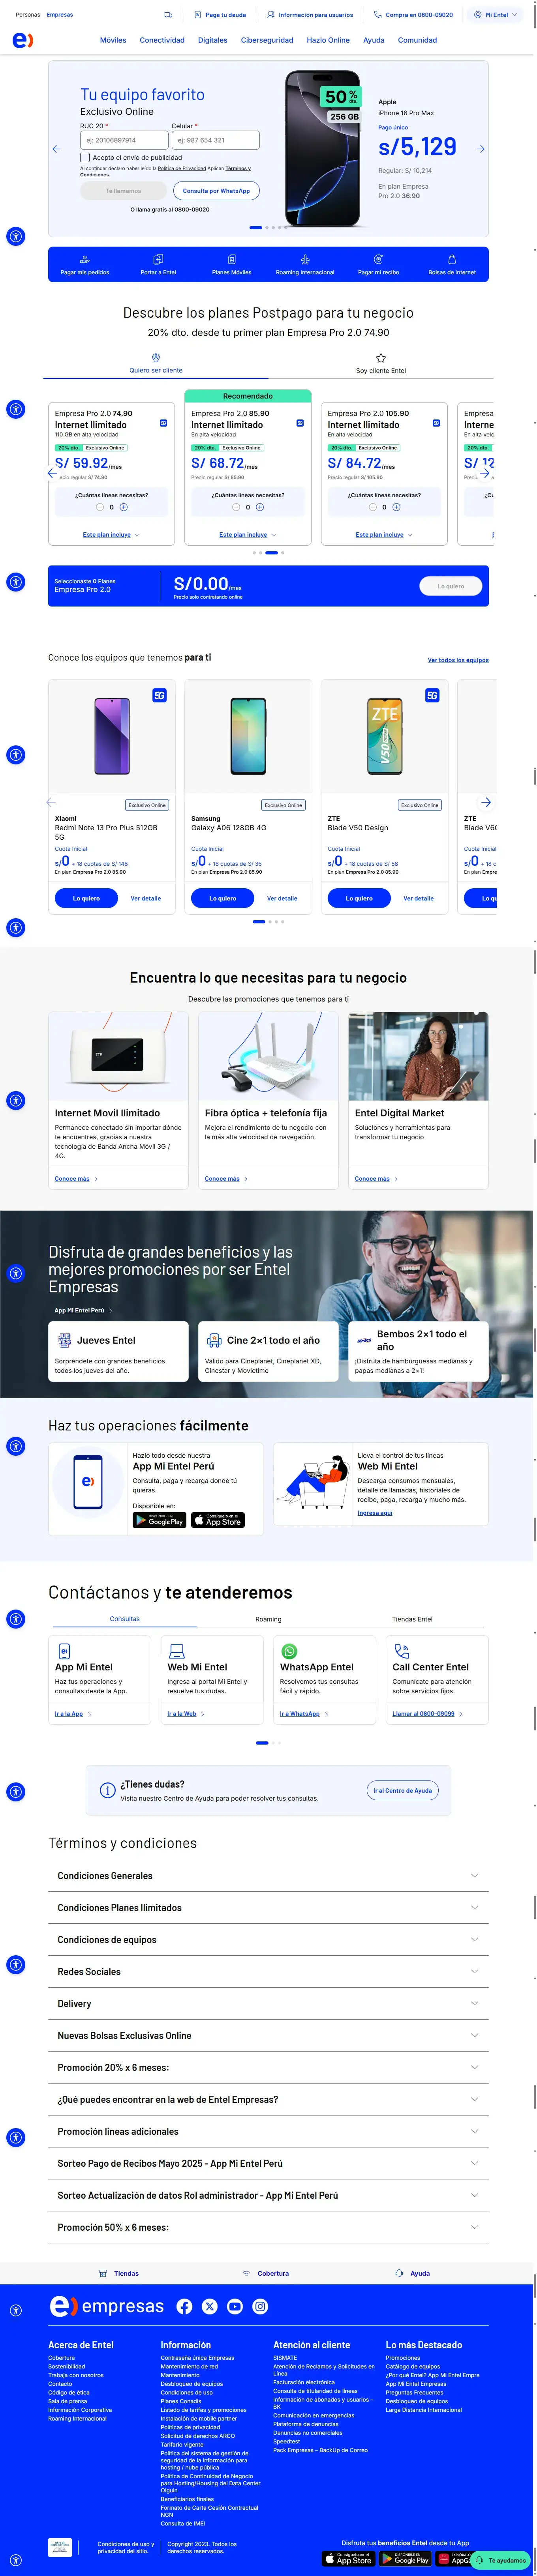 Personas Empresas
Paga tu deuda
Información para usuarios
Compra en 0800-09020
Mi Entel
Móviles Conectividad Digitales Ciberseguridad Hazlo Online Ayuda Comunidad
Tu equipo favorito
Exclusivo Online
RUC 20 * Celular *
ej: 20106897914 ej: 987 654 321
Acepto el envío de publicidad
Al continuar declaro haber leído la Política de Privacidad Aplican Términos y
Condiciones.
Te llamamos Consulta por WhatsApp
O llama gratis al 0800-09020
50 %
dto.
256 GB
Apple
iPhone 16 Pro Max
Pago único
s/5,129
Regular: S/ 10,214
En plan Empresa
Pro 2.0 36.90
Pagar mis pedidos
Portar a Entel
Planes Móviles
Roaming Internacional
Pagar mi recibo
Bolsas de Internet
Descubre los planes Postpago para tu negocio
20% dto. desde tu primer plan Empresa Pro 2.0 74.90
Quiero ser cliente
Soy cliente Entel
Empresa Pro 2.0 74.90
Internet Ilimitado
110 GB en alta velocidad
20% dto. Exclusivo Online
S/ 59.92/mes
Precio regular S/ 74.90
¿Cuántas líneas necesitas?
0
Este plan incluye
Recomendado
Empresa Pro 2.0 85.90
Internet Ilimitado
En alta velocidad
20% dto. Exclusivo Online
S/ 68.72/mes
Precio regular S/ 85.90
¿Cuántas líneas necesitas?
0
Este plan incluye
Empresa Pro 2.0 105.90
Internet Ilimitado
En alta velocidad
20% dto. Exclusivo Online
S/ 84.72/mes
Precio regular S/ 105.90
¿Cuántas líneas necesitas?
0
Este plan incluye
Empresa
Interne
En alta veloc
20% dto.
S/ 12
Seleccionaste 0 Planes
Empresa Pro 2.0
S/0.00/mes
Precio solo contratando online
Lo quiero
Conoce los equipos que tenemos para ti
Ver todos los equipos
5G
Exclusivo Online
Xiaomi
Redmi Note 13 Pro Plus 512GB
5G
Cuota Inicial
s/0 + 18 cuotas de S/ 148
En plan Empresa Pro 2.0 85.90
Lo quiero Ver detalle
Exclusivo Online
Samsung
Galaxy A06 128GB 4G
Cuota Inicial
s/0 + 18 cuotas de S/ 35
En plan Empresa Pro 2.0 85.90
Lo quiero Ver detalle
5G
ZTE
V50 Design
Exclusivo Online
ZTE
Blade V50 Design
Cuota Inicial
s/0 + 18 cuotas de S/ 58
En plan Empresa Pro 2.0 85.90
Lo quiero Ver detalle
ZTE
Blade V60
Cuota Inicial
s/0 + 18 c
En plan Empre
Lo qu
Encuentra lo que necesitas para tu negocio
Descubre las promociones que tenemos para ti
ZTE
Internet Movil Ilimitado
Permanece conectado sin importar dónde
te encuentres, gracias a nuestra
tecnología de Banda Ancha Móvil 3G /
4G.
Conoce más
Fibra óptica + telefonía fija
Mejora el rendimiento de tu negocio con
la más alta velocidad de navegación.
Conoce más
Entel Digital Market
Soluciones y herramientas para
transformar tu negocio
Conoce más
Disfruta de grandes beneficios y las
mejores promociones por ser Entel
Empresas
App Mi Entel Perú
Jueves Entel
Sorpréndete con grandes beneficios
todos los jueves del año.
Cine 2×1 todo el año
Válido para Cineplanet, Cineplanet XD,
Cinestar y Movietime
Bembos 2×1 todo el
año
¡Disfruta de hamburguesas medianas y
papas medianas a 2×1!
Haz tus operaciones fácilmente
Hazlo todo desde nuestra
App Mi Entel Perú
Consulta, paga y recarga donde tú
quieras.
Disponible en:
DISPONIBLE EN
Google Play
Consíguelo en el
App Store
Lleva el control de tus líneas
Web Mi Entel
Descarga consumos mensuales,
detalle de llamadas, historiales de
recibo, paga, recarga y mucho más.
Ingresa aquí
Contáctanos y te atenderemos
Consultas Roaming Tiendas Entel
App Mi Entel
Haz tus operaciones y
consultas desde la App.
Ir a la App
Web Mi Entel
Ingresa al portal Mi Entel y
resuelve tus dudas.
Ir a la Web
WhatsApp Entel
Resolvemos tus consultas
fácil y rápido.
Ir a WhatsApp
Call Center Entel
Comunícate para atención
sobre servicios fijos.
Llamar al 0800-09099
¿Tienes dudas?
Visita nuestro Centro de Ayuda para poder resolver tus consultas.
Ir al Centro de Ayuda
Términos y condiciones
Condiciones Generales
Condiciones Planes Ilimitados
Condiciones de equipos
Redes Sociales
Delivery
Nuevas Bolsas Exclusivas Online
Promoción 20% x 6 meses:
¿Qué puedes encontrar en la web de Entel Empresas?
Promoción líneas adicionales
Sorteo Pago de Recibos Mayo 2025 - App Mi Entel Perú
Sorteo Actualización de datos Rol administrador - App Mi Entel Perú
Promoción 50% x 6 meses:
Tiendas Cobertura Ayuda
e) empresas
Acerca de Entel
Cobertura
Sostenibilidad
Trabaja con nosotros
Contacto
Código de ética
Sala de prensa
Información Corporativa
Roaming Internacional
Información
Contraseña única Empresas
Mantenimiento de red
Mantenimiento
Desbloqueo de equipos
Condiciones de uso
Planes Conadis
Listado de tarifas y promociones
Instalación de mobile partner
Políticas de privacidad
Solicitud de derechos ARCO
Tarifario vigente
Política del sistema de gestión de
seguridad de la información para
hosting / nube pública
Política de Continuidad de Negocio
para Hosting/Housing del Data Center
Olguin
Beneficiarios finales
Formato de Carta Cesión Contractual
NGN
Consulta de IMEI
Atención al cliente
SISMATE
Atención de Reclamos y Solicitudes en
Línea
Facturación electrónica
Consulta de titularidad de líneas
Información de abonados y usuarios –
BK
Comunicación en emergencias
Plataforma de denuncias
Denuncias no comerciales
Speedtest
Pack Empresas – BackUp de Correo
Lo más Destacado
Promociones
Catálogo de equipos
¿Por qué Entel? App Mi Entel Empre
App Mi Entel Empresas
Preguntas Frecuentes
Desbloqueo de equipos
Larga Distancia Internacional
Condiciones de uso y
privacidad del sitio.
Copyright 2023. Todos los
derechos reservados.
Disfruta tus beneficios Entel desde tu App
Consíguelo en el
App Store
DISPONIBLE EN
Google Play
EXPLÓRALO EN
AppGa
Te ayudamos